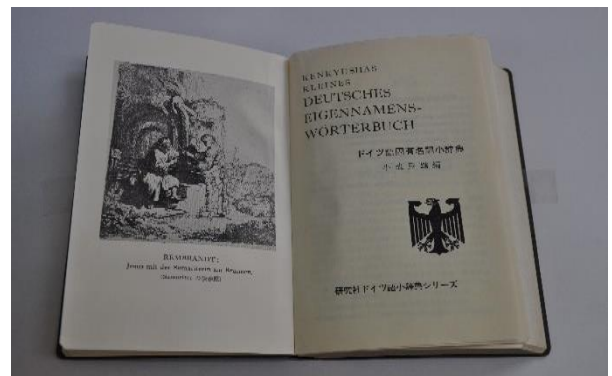 REMBRANDT:
Jesus mit der Samariterin am Brunnen.
KENKYUSHAS
KLEINES
DEUTSCHES
EIGENNAMENS-
WÖRTERBUCH
ドイツ語固有名詞小辞典
研究社ドイツ語小辞典シリーズ